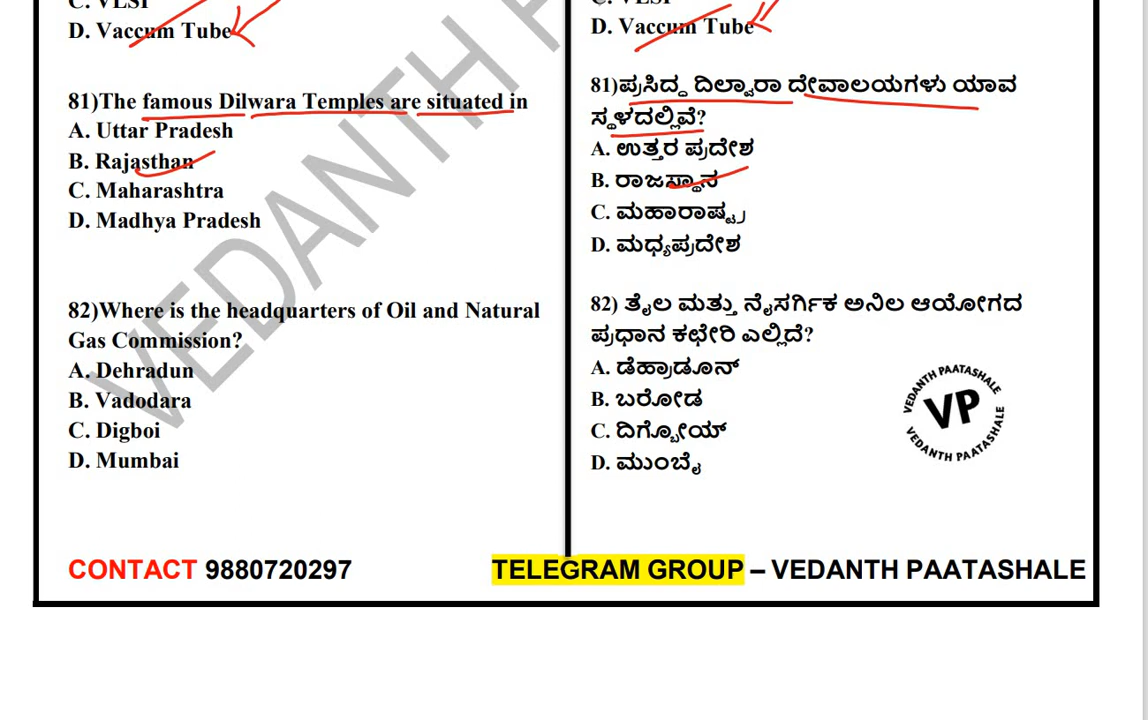 C. VLSI
D. Vaccum Tube
81)The famous Dilwara Temples are situated in
A. Uttar Pradesh
B. Rajasthan
C. Maharashtra
D. Madhya Pradesh
82)Where is the headquarters of Oil and Natural
Gas Commission?
A. Dehradun
B. Vadodara
C. Digboi
D. Mumbai
C. VLSI
D. Vaccum Tube
81)ಪ್ರಸಿದ್ದ ದಿಲ್ವಾರಾ ದೇವಾಲಯಗಳು ಯಾವ
ಸ್ಥಳದಲ್ಲಿವೆ?
A. ಉತ್ತರ ಪ್ರದೇಶ
B. ರಾಜಸ್ಥಾನ
C. ಮಹಾರಾಷ್ಟ್ರ
D. ಮಧ್ಯಪ್ರದೇಶ
82) ತೈಲ ಮತ್ತು ನೈಸರ್ಗಿಕ ಅನಿಲ ಆಯೋಗದ
ಪ್ರಧಾನ ಕಛೇರಿ ಎಲ್ಲಿದೆ?
A. ಡೆಹ್ರಾಡೂನ್
B. ಬರೋಡ
C. ದಿಗ್ಬೋಯ್
D. ಮುಂಬೈ
VEDANTH PAATASHALE
VP
VEDANTH PAATASHALE
VEDANTH
CONTACT 9880720297
TELEGRAM GROUP – VEDANTH PAATASHALE